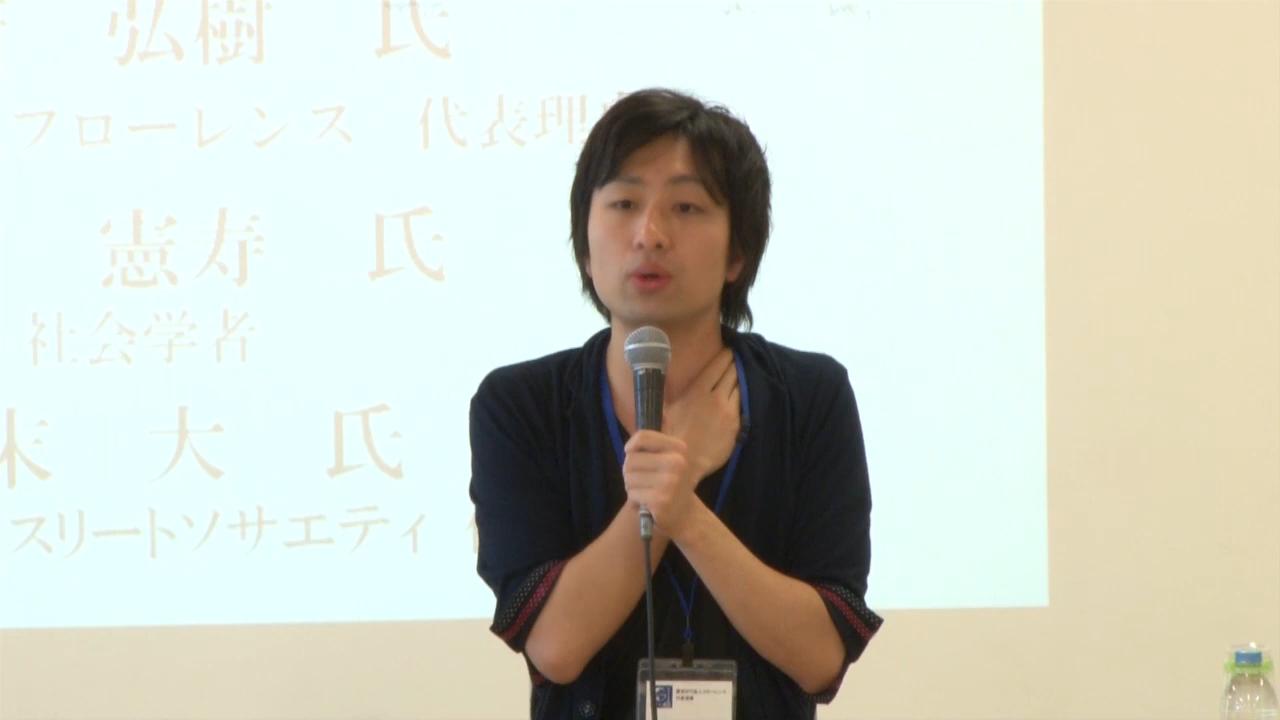 弘樹 氏
フローレンス 代表理
憲寿 氏
社会学者
末 大 氏
スリートソサエティ